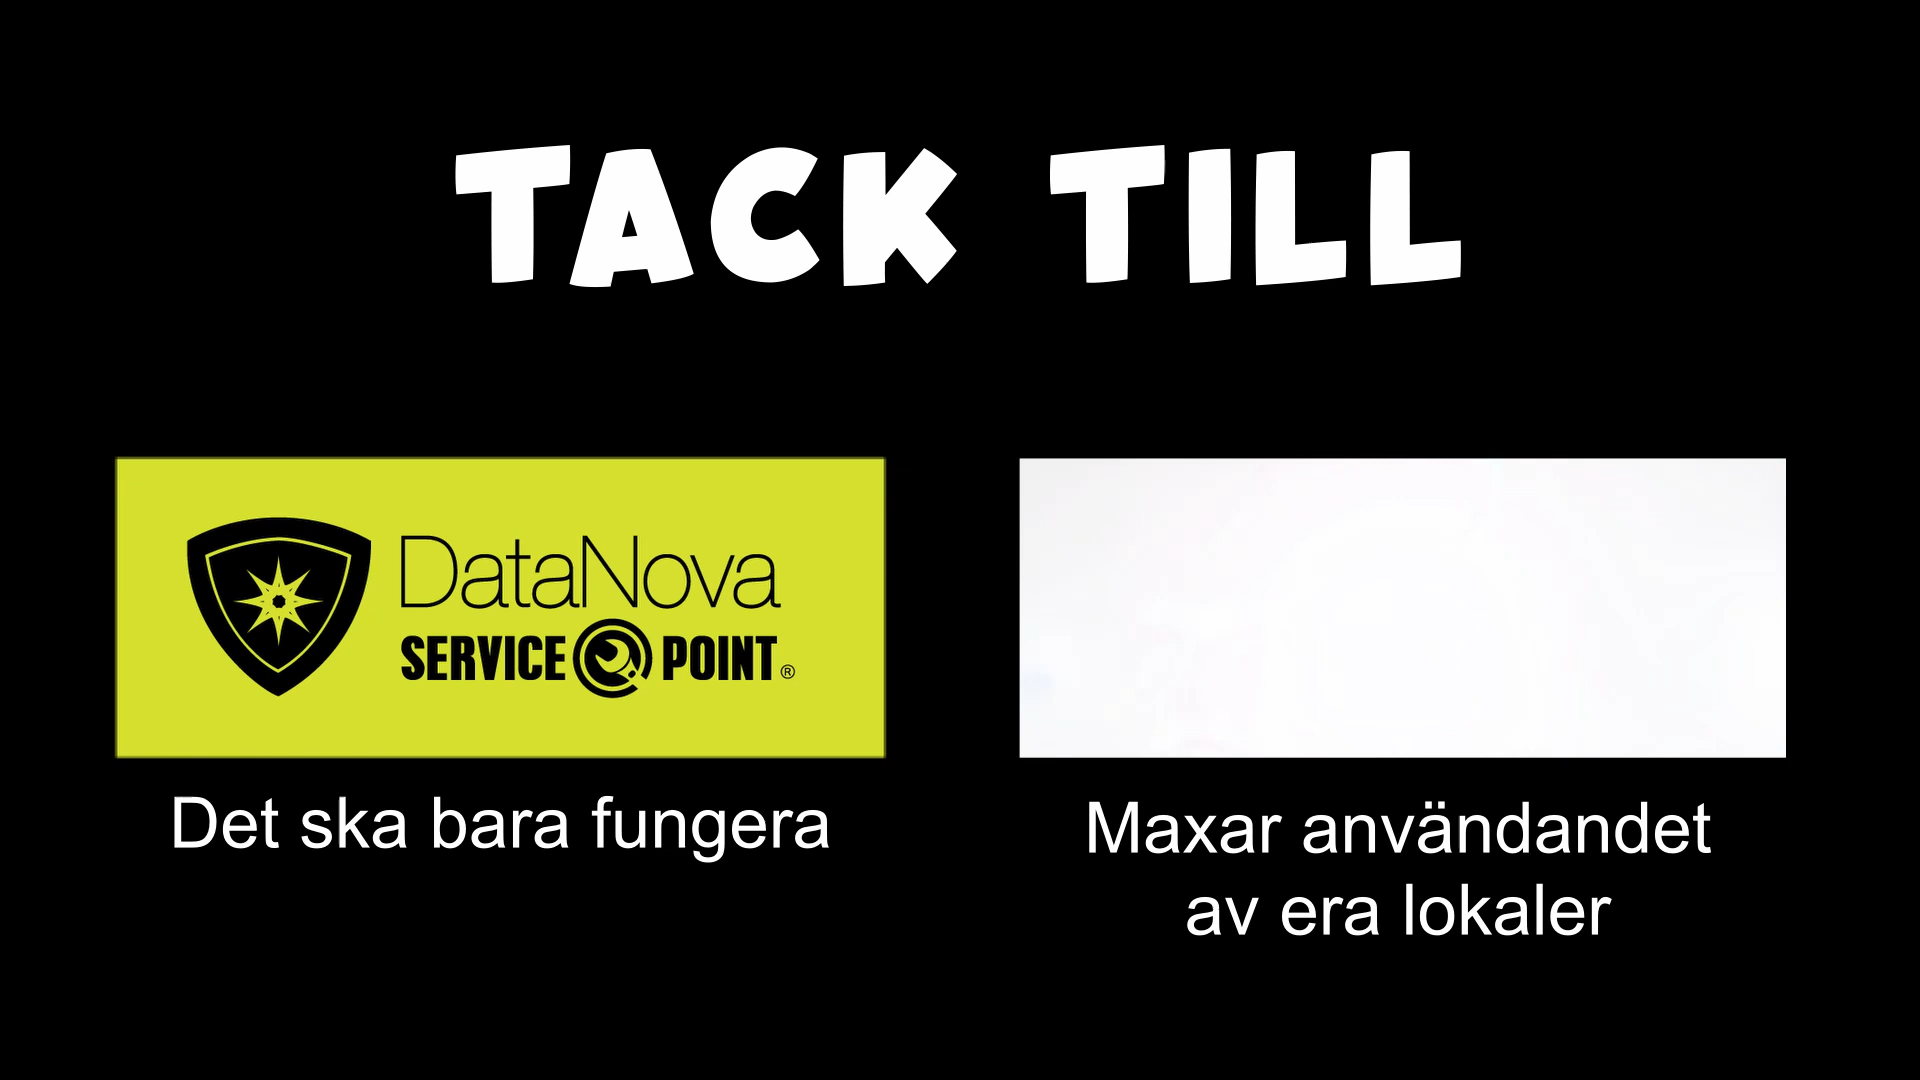 TACK TILL
DataNova
SERVICE POINT®
Det ska bara fungera
Maxar användandet
av era lokaler